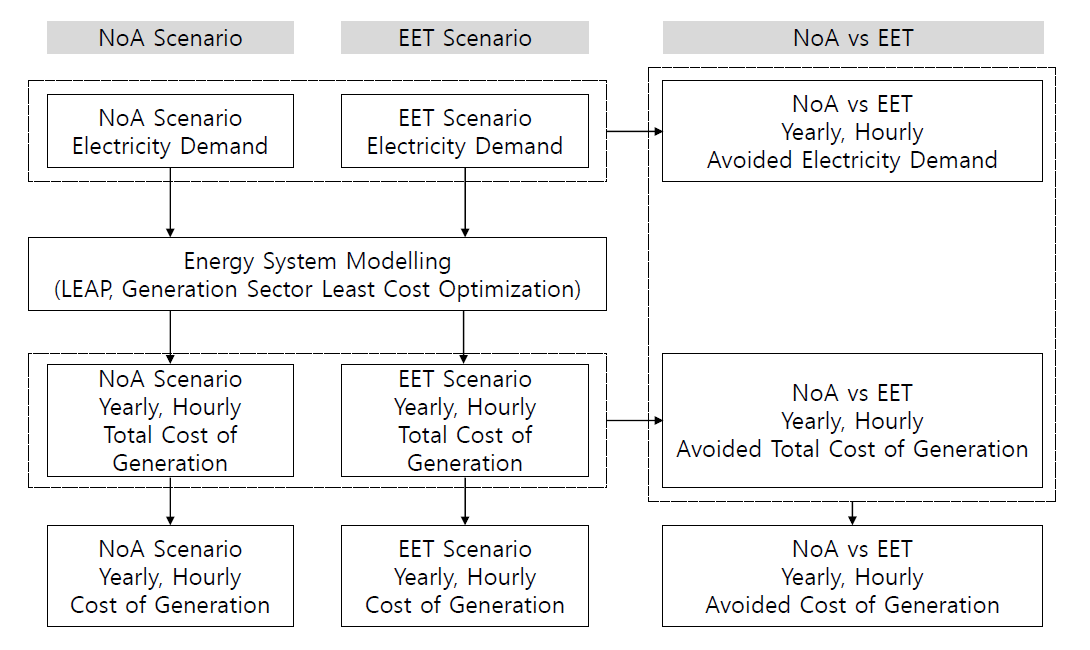 NoA Scenario
EET Scenario
NoA vs EET
NoA Scenario
Electricity Demand
EET Scenario
Electricity Demand
NoA vs EET
Yearly, Hourly
Avoided Electricity Demand
Energy System Modelling
(LEAP, Generation Sector Least Cost Optimization)
NoA Scenario
Yearly, Hourly
Total Cost of
Generation
EET Scenario
Yearly, Hourly
Total Cost of
Generation
NoA vs EET
Yearly, Hourly
Avoided Total Cost of Generation
NoA Scenario
Yearly, Hourly
Cost of Generation
EET Scenario
Yearly, Hourly
Cost of Generation
NoA vs EET
Yearly, Hourly
Avoided Cost of Generation